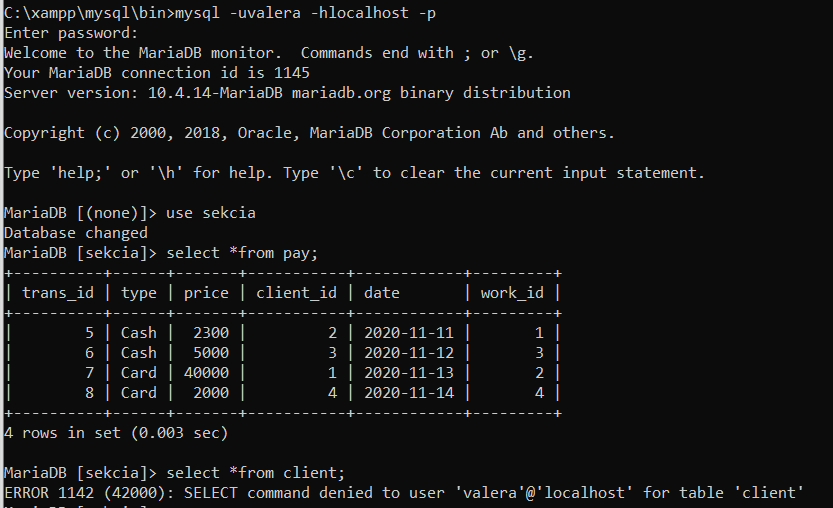 C:\xampp\mysql\bin>mysql -uvalera -hlocalhost -p
Enter password:
Welcome to the MariaDB monitor.  Commands end with ; or \g.
Your MariaDB connection id is 1145
Server version: 10.4.14-MariaDB mariadb.org binary distribution
Copyright (c) 2000, 2018, Oracle, MariaDB Corporation Ab and others.
Type 'help;' or '\h' for help. Type '\c' to clear the current input statement.
MariaDB [(none)]> use sekcia
Database changed
MariaDB [sekcia]> select *from pay;
+----------+------+-------+-----------+------------+---------+
| trans_id | type | price | client_id | date       | work_id |
+----------+------+-------+-----------+------------+---------+
|        5 | Cash |  2300 |         2 | 2020-11-11 |       1 |
|        6 | Cash |  5000 |         3 | 2020-11-12 |       3 |
|        7 | Card | 40000 |         1 | 2020-11-13 |       2 |
|        8 | Card |  2000 |         4 | 2020-11-14 |       4 |
+----------+------+-------+-----------+------------+---------+
4 rows in set (0.003 sec)
MariaDB [sekcia]> select *from client;
ERROR 1142 (42000): SELECT command denied to user 'valera'@'localhost' for table 'client'